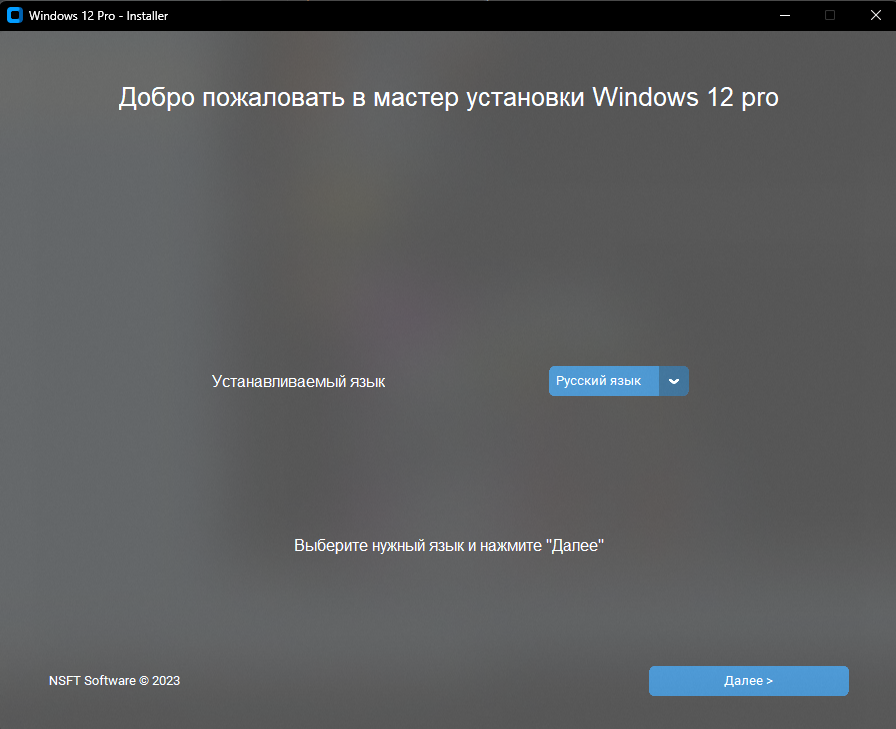 Windows 12 Pro - Installer
Добро пожаловать в мастер установки Windows 12 pro
Устанавливаемый язык
Русский язык
Выберите нужный язык и нажмите "Далее"
NSFT Software © 2023
Далее >